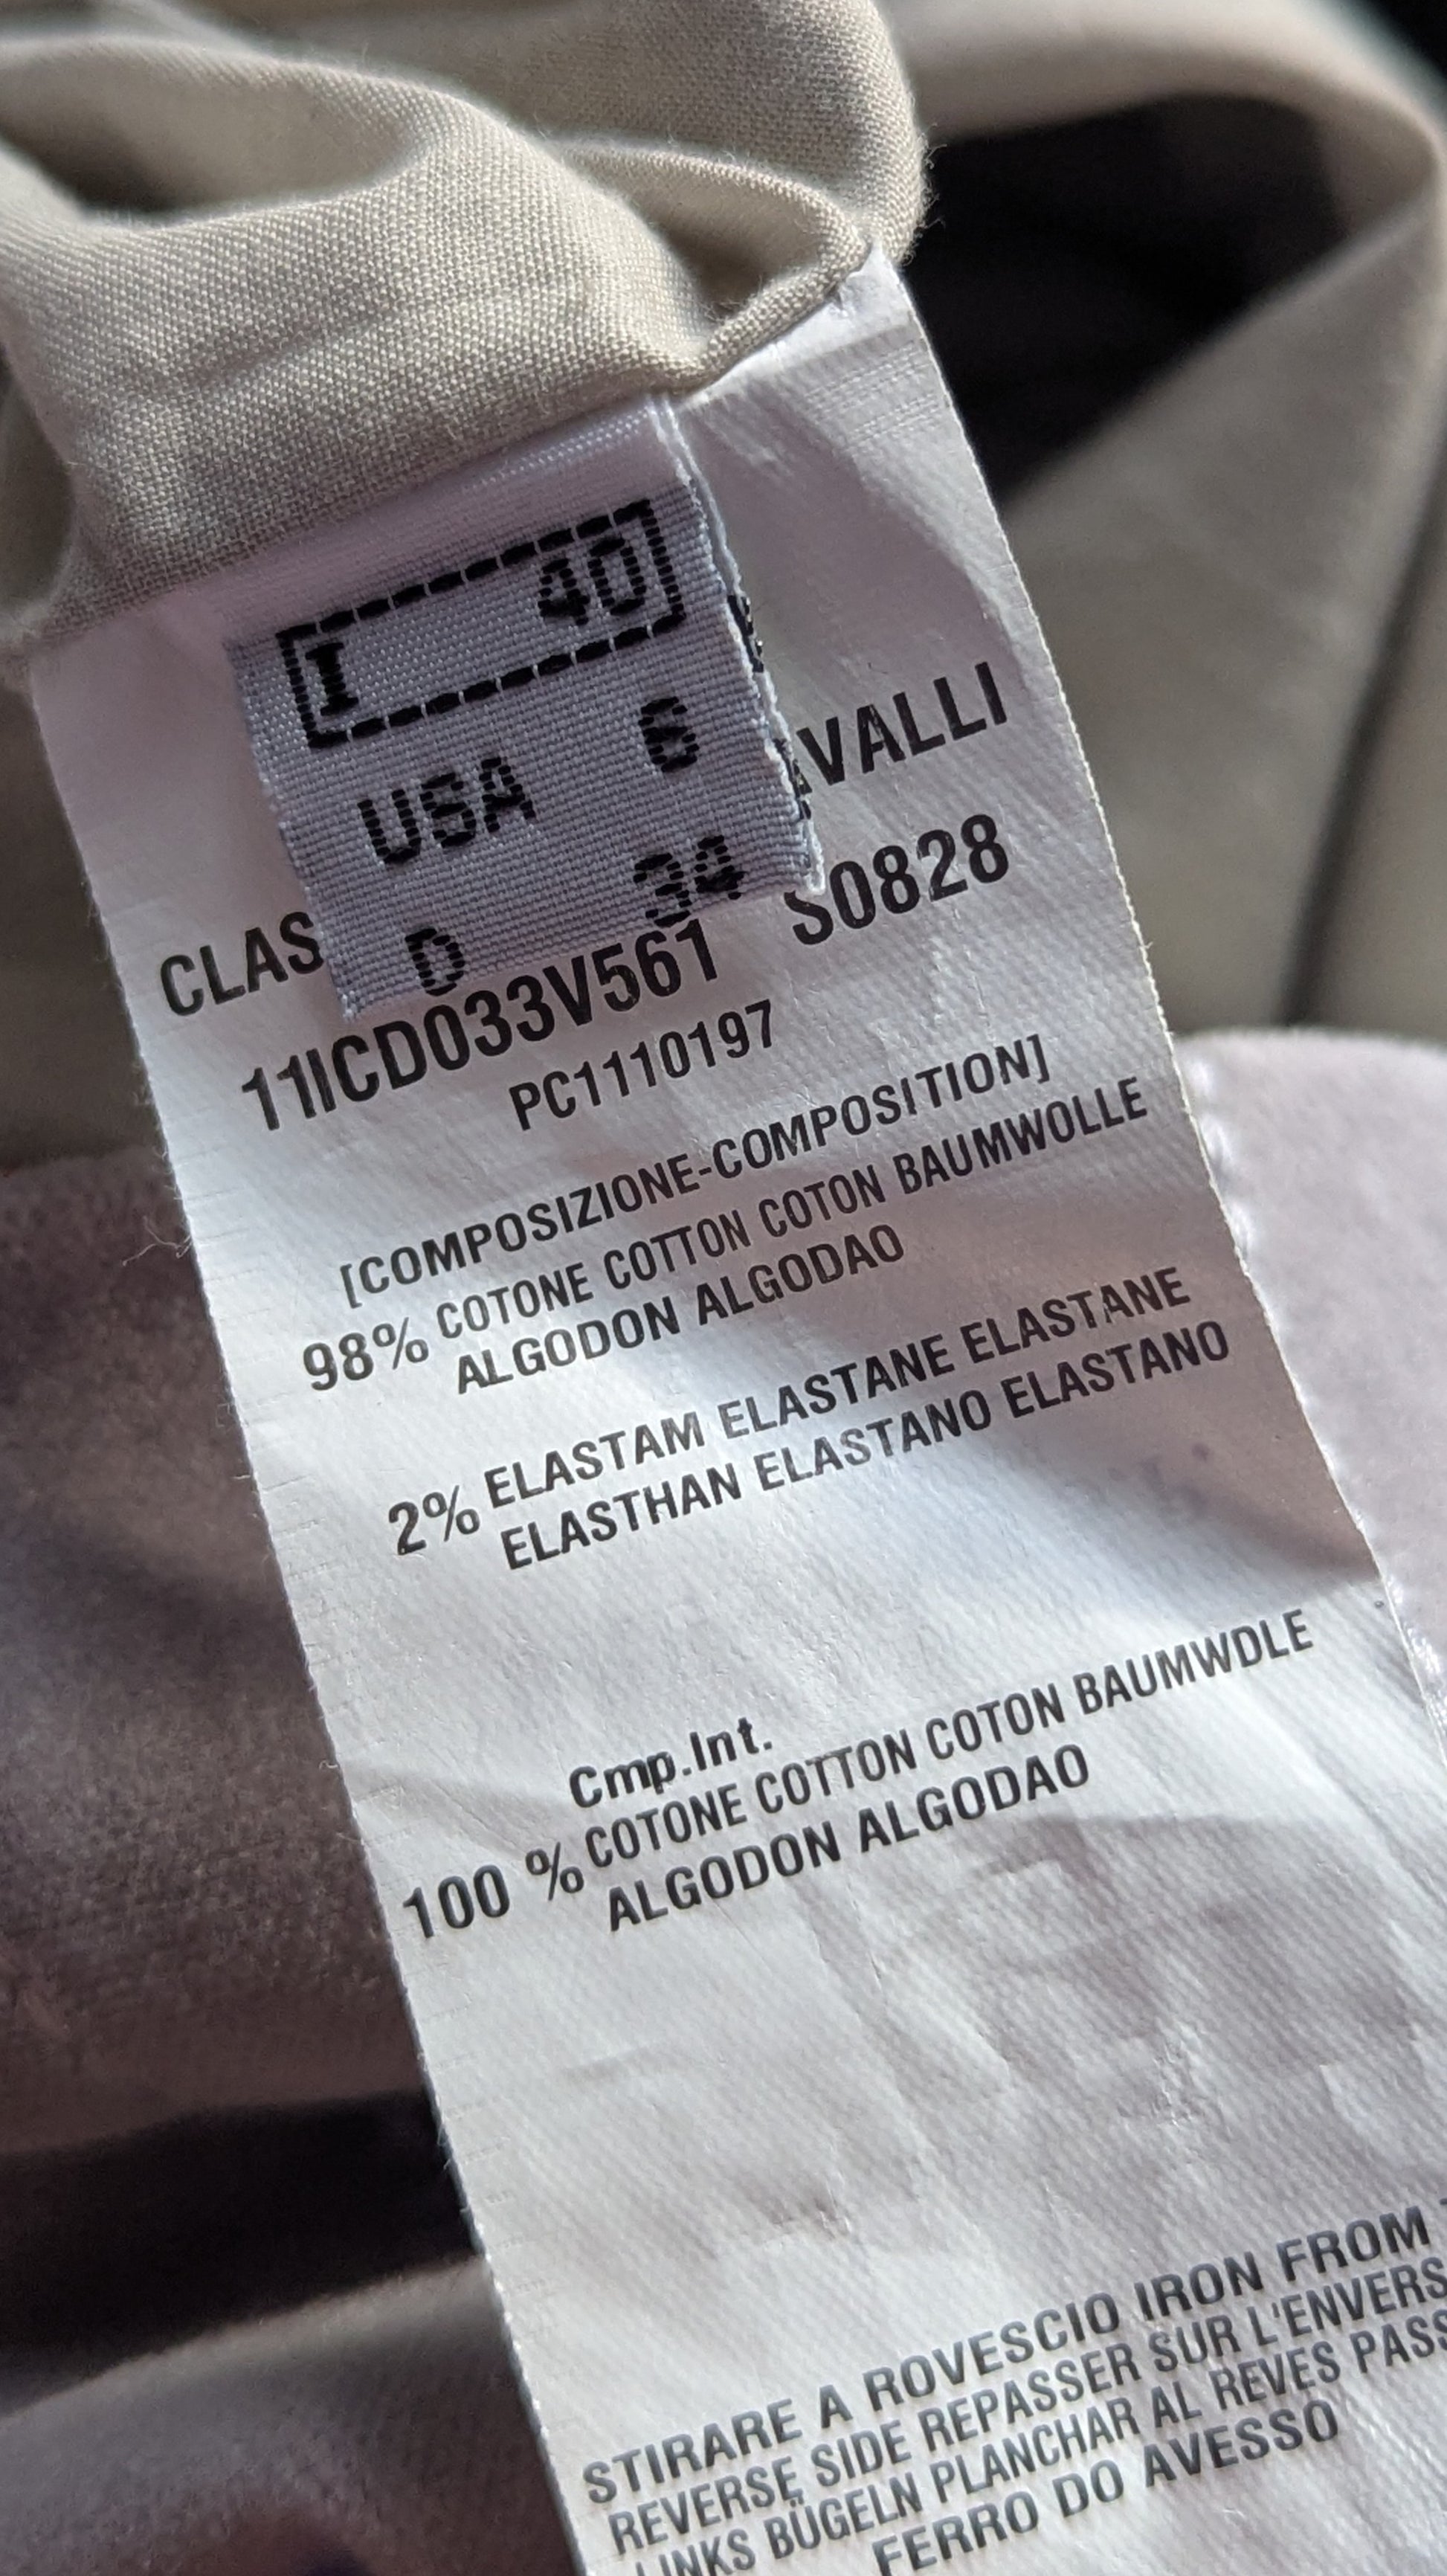 I 40
USA 6
D 34
CLAS VALLI
11ICD033V561 S0828
PC1110197
[COMPOSIZIONE-COMPOSITION]
98% COTONE COTTON COTON BAUMWOLLE
ALGODON ALGODAO
2% ELASTAM ELASTANE ELASTANE
ELASTHAN ELASTANO ELASTANO
Cmp.Int.
100 % COTONE COTTON COTON BAUMWDLE
ALGODON ALGODAO
STIRARE A ROVESCIO IRON FROM
REVERSE SIDE REPASSER SUR L'ENVERS
LINKS BÜGELN PLANCHAR AL REVES PASS
FERRO DO AVESSO